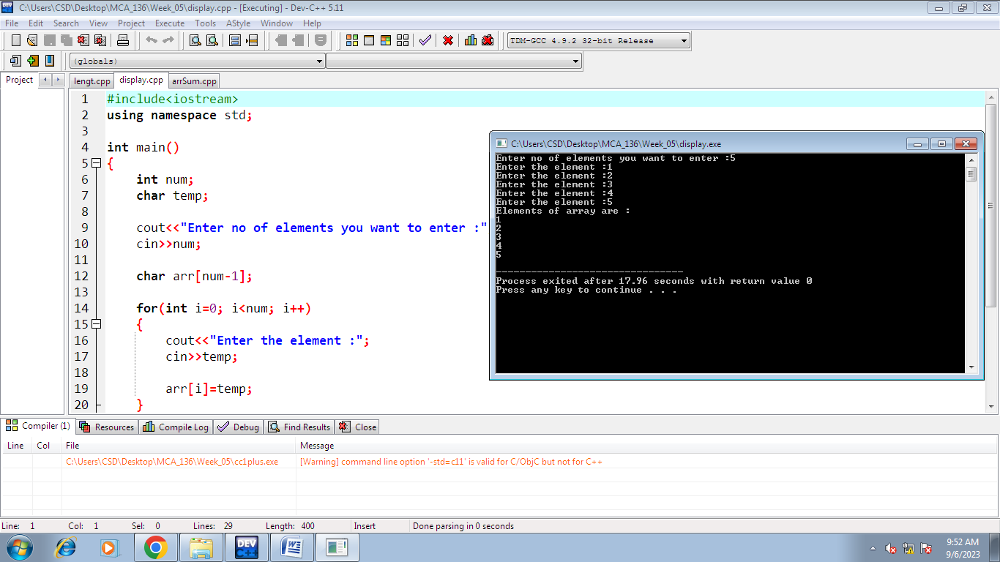 C:\Users\CSD\Desktop\MCA_136\Week_05\display.cpp - [Executing] - Dev-C++ 5.11
File Edit Search View Project Execute Tools AStyle Window Help
TDM-GCC 4.9.2 32-bit Release
(globals)
Project
lengt.cpp display.cpp arrSum.cpp
1 #include<iostream>
2 using namespace std;
3
4 int main()
5 {
6 int num;
7 char temp;
8
9 cout<<"Enter no of elements you want to enter :"
10 cin>>num;
11
12 char arr[num-1];
13
14 for(int i=0; i<num; i++)
15 {
16 cout<<"Enter the element :";
17 cin>>temp;
18
19 arr[i]=temp;
20 }
C:\Users\CSD\Desktop\MCA_136\Week_05\display.exe
Enter no of elements you want to enter :5
Enter the element :1
Enter the element :2
Enter the element :3
Enter the element :4
Enter the element :5
Elements of array are :
1
2
3
4
5
--------------------------------
Process exited after 17.96 seconds with return value 0
Press any key to continue . . .
Compiler (1) Resources Compile Log Debug Find Results Close
Line Col File Message
C:\Users\CSD\Desktop\MCA_136\Week_05\cc1plus.exe [Warning] command line option '-std=c11' is valid for C/ObjC but not for C++
Line: 1 Col: 1 Sel: 0 Lines: 29 Length: 400 Insert Done parsing in 0 seconds
DEV
C++
9:52 AM
9/6/2023